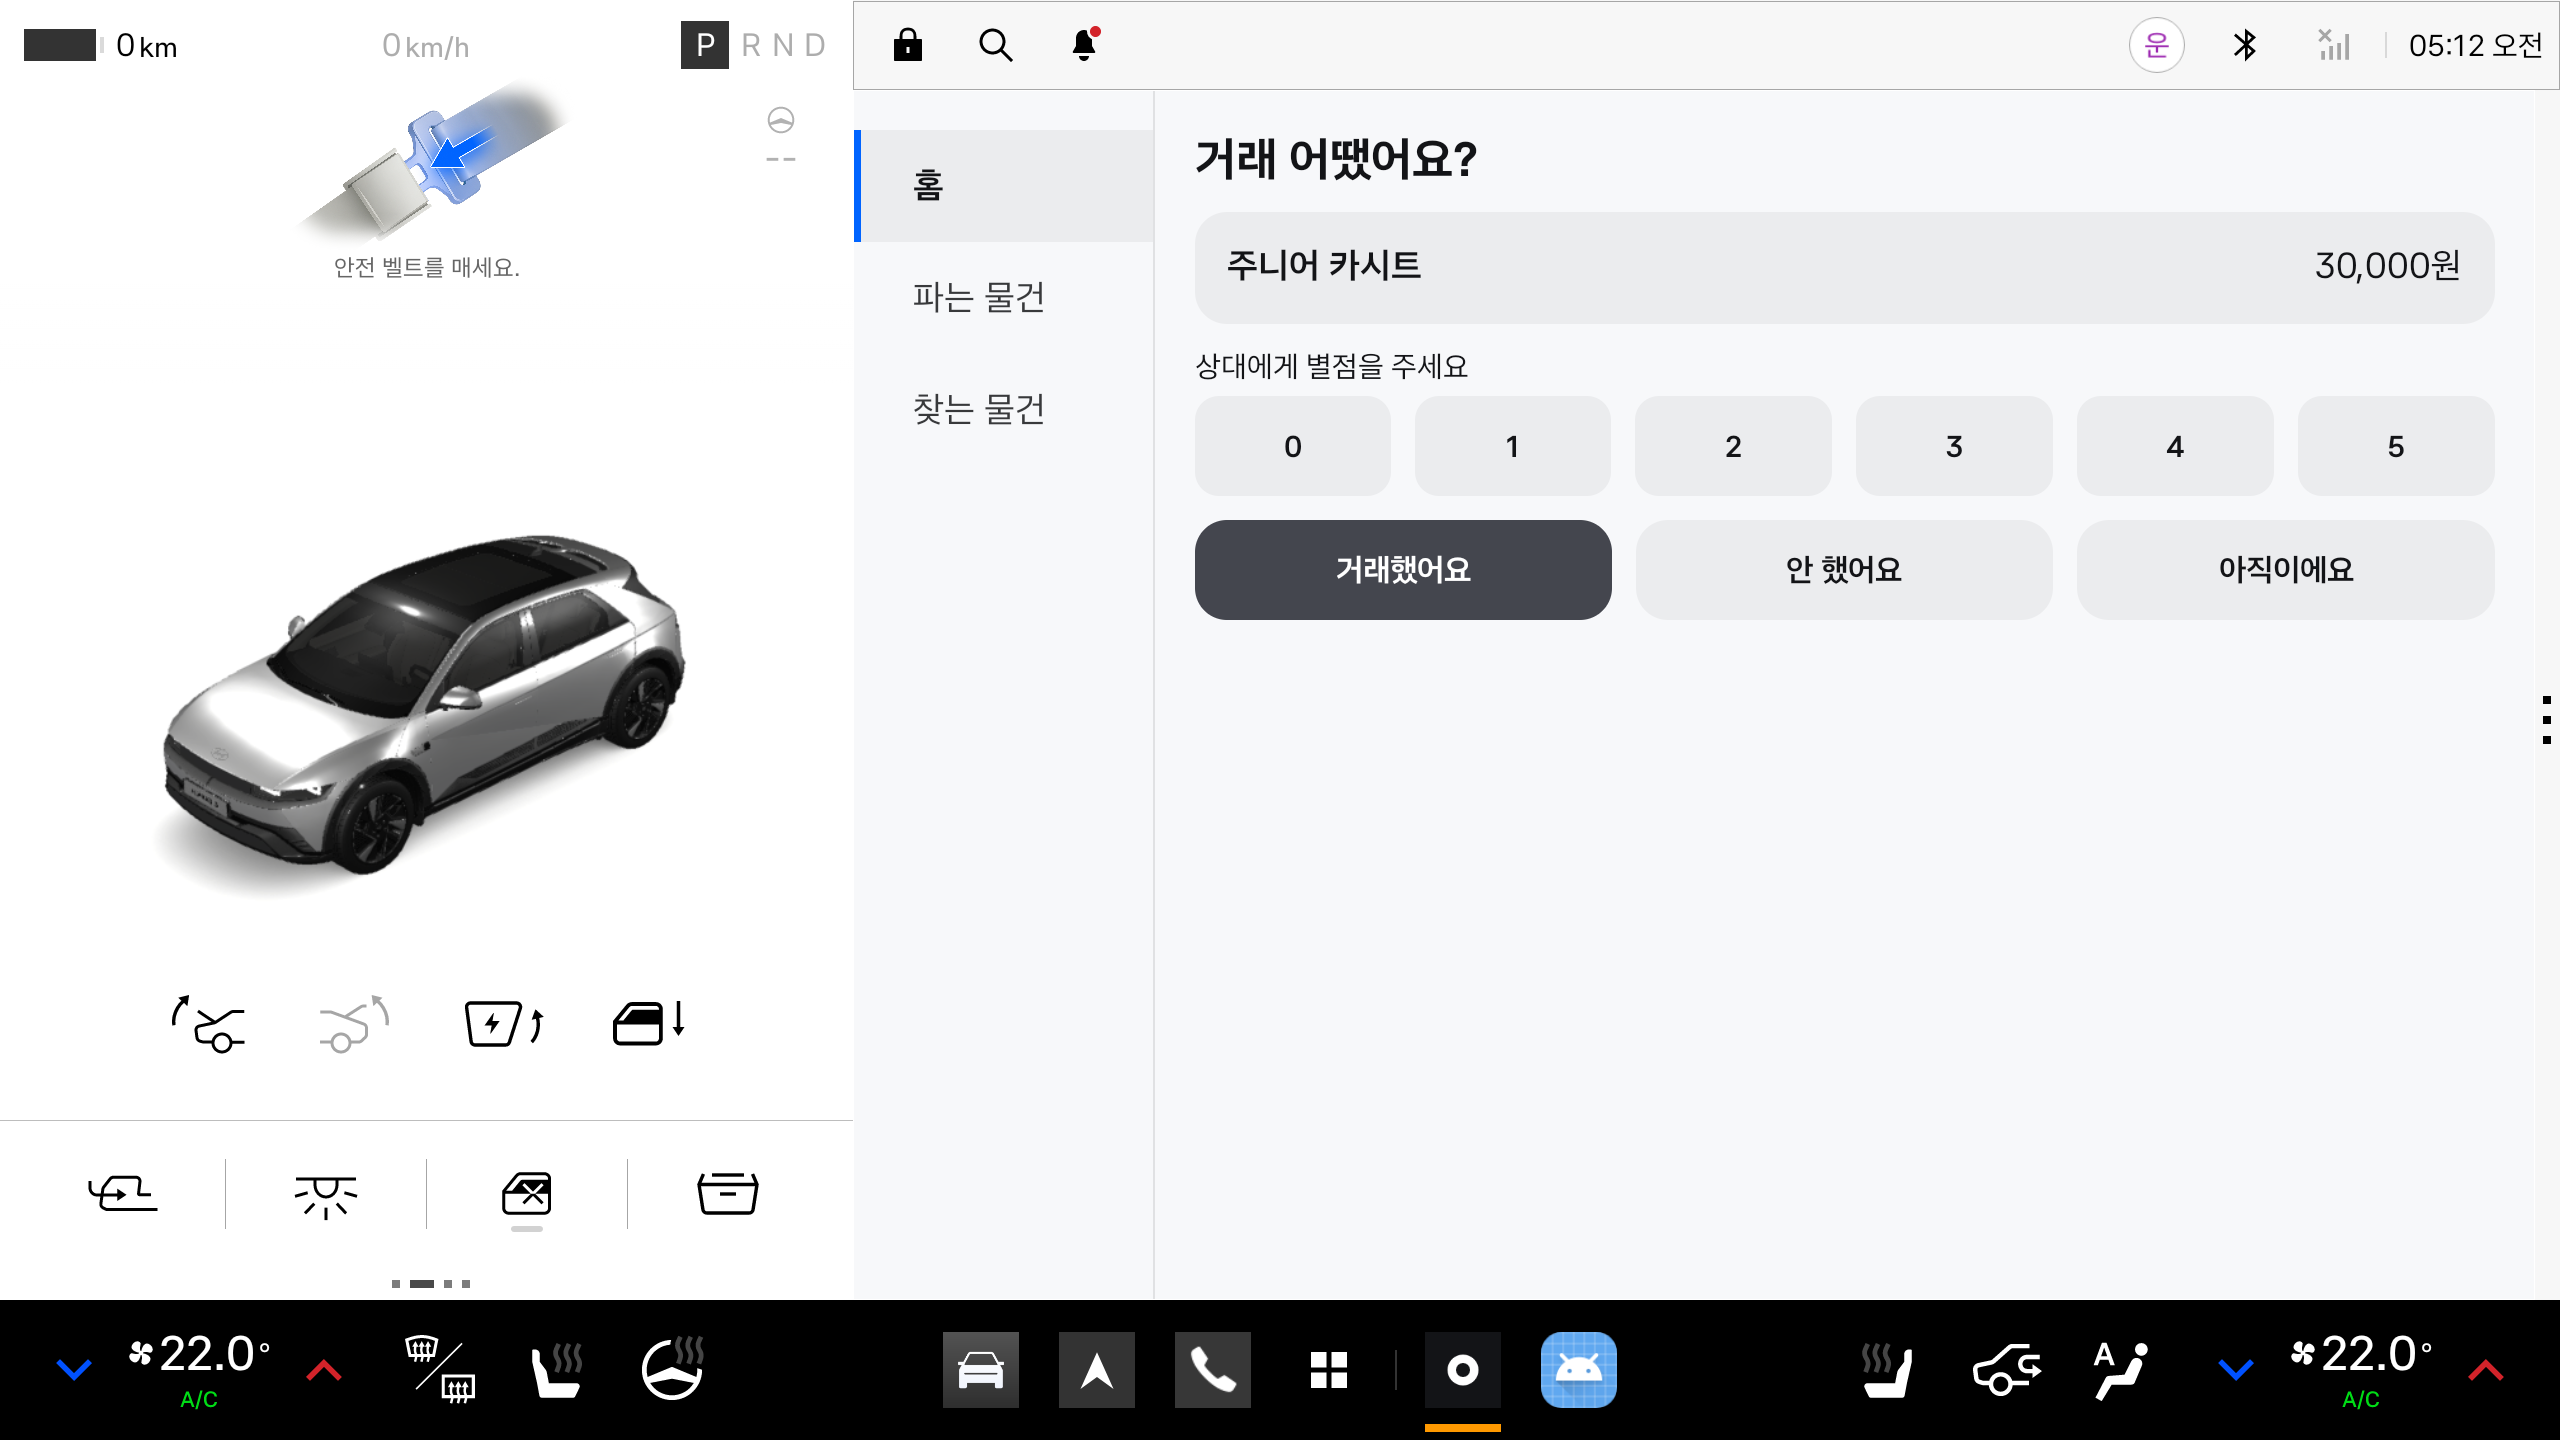 0 km
0 km/h
P R N D
05:12 오전
운
안전 벨트를 매세요.
홈
파는 물건
찾는 물건
거래 어땠어요?
주니어 카시트
30,000원
상대에게 별점을 주세요
0
1
2
3
4
5
거래했어요
안 했어요
아직이에요
22.0°
A/C
A
22.0°
A/C